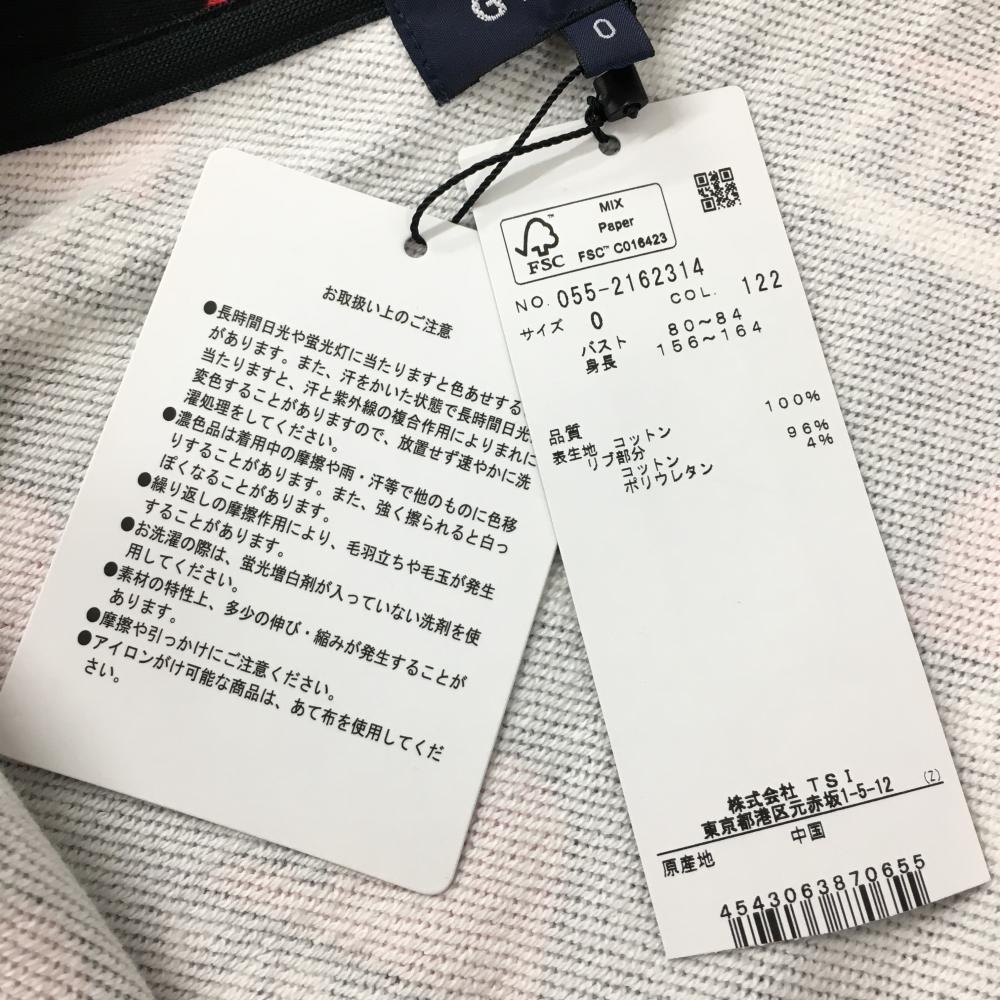 G
0
お取扱い上のご注意
●長時間日光や蛍光灯に当たりますと色あせする
があります。また、汗をかいた状態で長時間日光
当たりますと、汗と紫外線の複合作用によりまれに
変色することがありますので、放置せず速やかに洗
濯処理をしてください。
●濃色品は着用中の摩擦や雨・汗等で他のものに色移
りすることがあります。また、強く擦られると白っ
ぽくなることがあります。
●繰り返しの摩擦作用により、毛羽立ちや毛玉が発生
することがあります。
●お洗濯の際は、蛍光増白剤が入っていない洗剤を使
用してください。
●素材の特性上、多少の伸び・縮みが発生することが
あります。
●摩擦や引っかけにご注意ください。
●アイロンがけ可能な商品は、あて布を使用してくだ
さい。
MIX
Paper
FSC™ C016423
FSC
NO. 055-2162314
COL. 122
サイズ 0
バスト 80～84
身長 156～164
品質
表生地 コットン 100%
リブ部分
コットン 96%
ポリウレタン 4%
株式会社 TSI
東京都港区元赤坂1-5-12 (Z)
原産地 中国
4543063870655